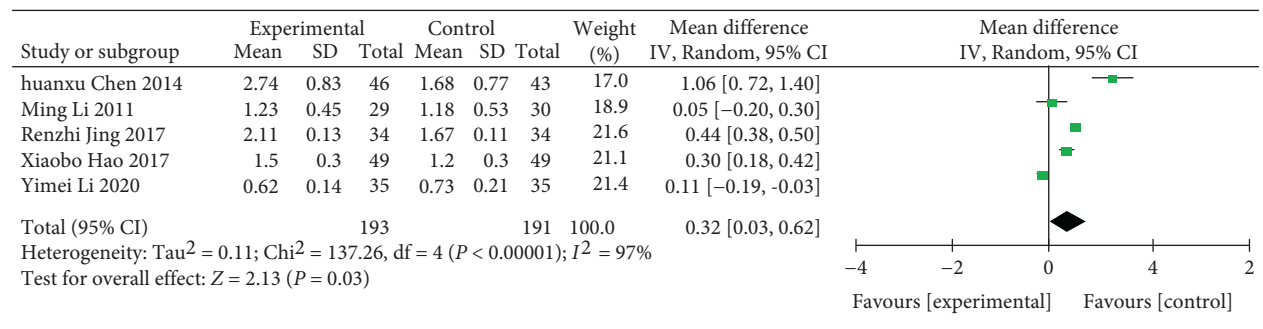 Experimental Control Weight Mean difference Mean difference
Study or subgroup Mean SD Total Mean SD Total (%) IV, Random, 95% CI IV, Random, 95% CI
huanxu Chen 2014 2.74 0.83 46 1.68 0.77 43 17.0 1.06 [0. 72, 1.40]
Ming Li 2011 1.23 0.45 29 1.18 0.53 30 18.9 0.05 [−0.20, 0.30]
Renzhi Jing 2017 2.11 0.13 34 1.67 0.11 34 21.6 0.44 [0.38, 0.50]
Xiaobo Hao 2017 1.5 0.3 49 1.2 0.3 49 21.1 0.30 [0.18, 0.42]
Yimei Li 2020 0.62 0.14 35 0.73 0.21 35 21.4 0.11 [−0.19, -0.03]
Total (95% CI) 193 191 100.0 0.32 [0.03, 0.62]
Heterogeneity: Tau2 = 0.11; Chi2 = 137.26, df = 4 (P < 0.00001); I2 = 97%
Test for overall effect: Z = 2.13 (P = 0.03)
−4 −2 0 4 2
Favours [experimental] Favours [control]